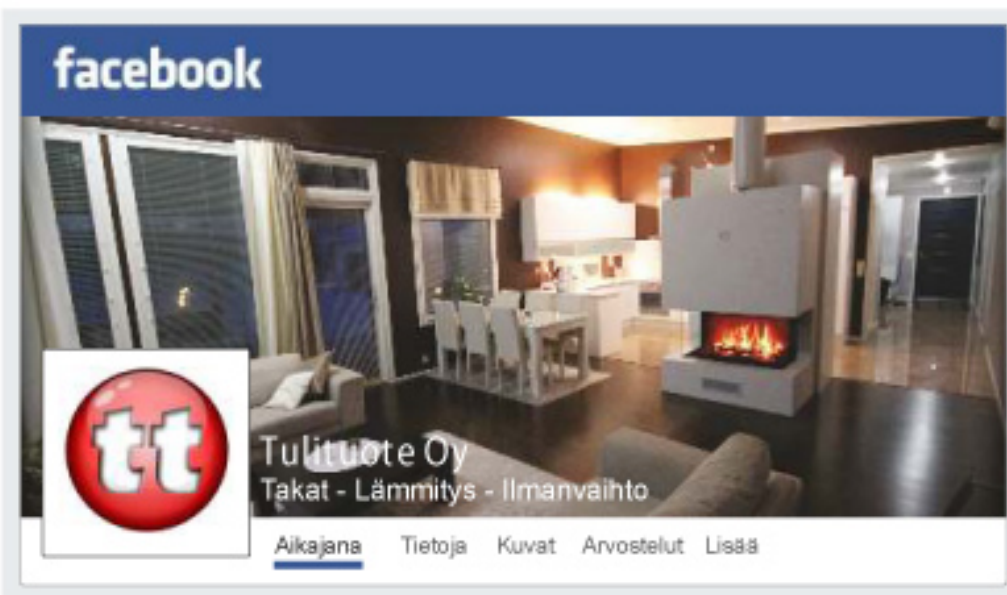 facebook
tt
Tulituote Oy
Takat - Lämmitys - Ilmanvaihto
Aikajana Tietoja Kuvat Arvostelut Lisää